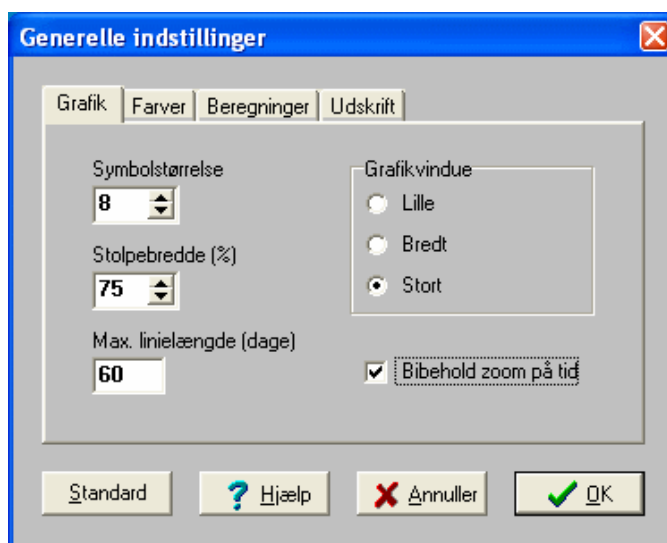 Generelle indstillinger
Grafik Farver Beregninger Udskrift
Symbolstørrelse
8
Stolpebredde (%)
75
Max. linielængde (dage)
60
Grafikvindue
Lille
Bredt
Stort
Bibehold zoom på tid
Standard ? Hjælp Annuller OK